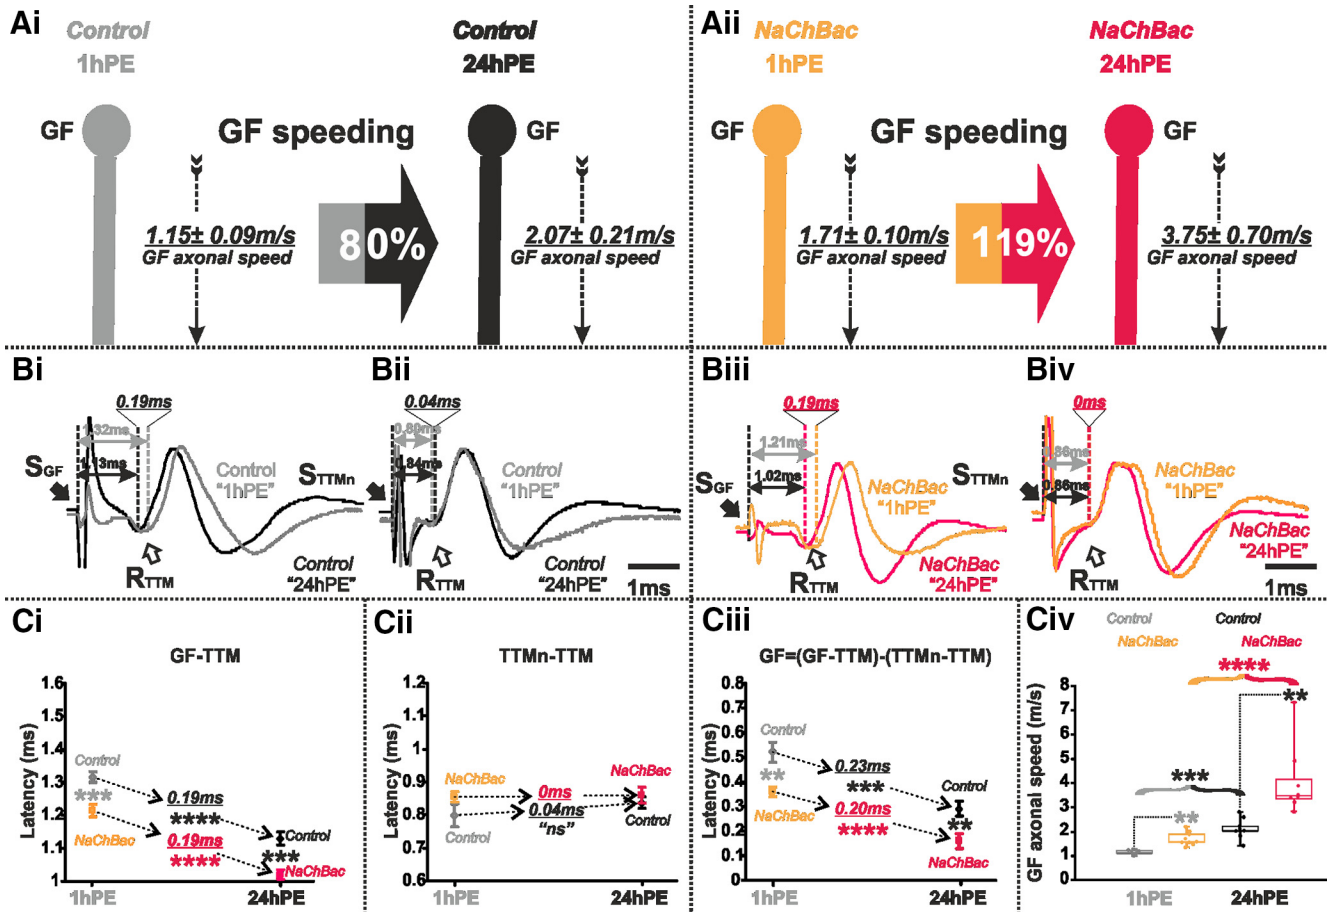 Ai
Control
1hPE
Control
24hPE
GF
GF speeding
GF
1.15± 0.09m/s
GF axonal speed
80%
2.07± 0.21m/s
GF axonal speed
Aii
NaChBac
1hPE
NaChBac
24hPE
GF
GF speeding
GF
1.71± 0.10m/s
GF axonal speed
119%
3.75± 0.70m/s
GF axonal speed
Bi
0.19ms
1.32ms
1.13ms
SGF
Control
"1hPE"
RTTM
Control
"24hPE"
Bii
0.04ms
0.80ms
0.84ms
STTMn
Control
"1hPE"
RTTM
1ms
Biii
0.19ms
1.21ms
1.02ms
SGF
NaChBac
"1hPE"
RTTM
NaChBac
"24hPE"
Biv
0ms
0.86ms
0.86ms
STTMn
NaChBac
"1hPE"
RTTM
NaChBac
"24hPE"
1ms
Ci
GF-TTM
Latency (ms)
1.6
1.5
1.4
1.3
1.2
1.1
1
Control
***
NaChBac
0.19ms
****
0.19ms
****
Control
***
NaChBac
1hPE
24hPE
Cii
TTMn-TTM
Latency (ms)
1.2
1
0.8
0.6
NaChBac
Control
0ms
0.04ms
"ns"
NaChBac
Control
1hPE
24hPE
Ciii
GF=(GF-TTM)-(TTMn-TTM)
Latency (ms)
0.8
0.7
0.6
0.5
0.4
0.3
0.2
0.1
0
Control
**
NaChBac
0.23ms
***
0.20ms
****
Control
**
NaChBac
1hPE
24hPE
Civ
Control
NaChBac
Control
NaChBac
****
**
***
**
GF axonal speed (m/s)
8
7
6
5
4
3
2
1
0
1hPE
24hPE